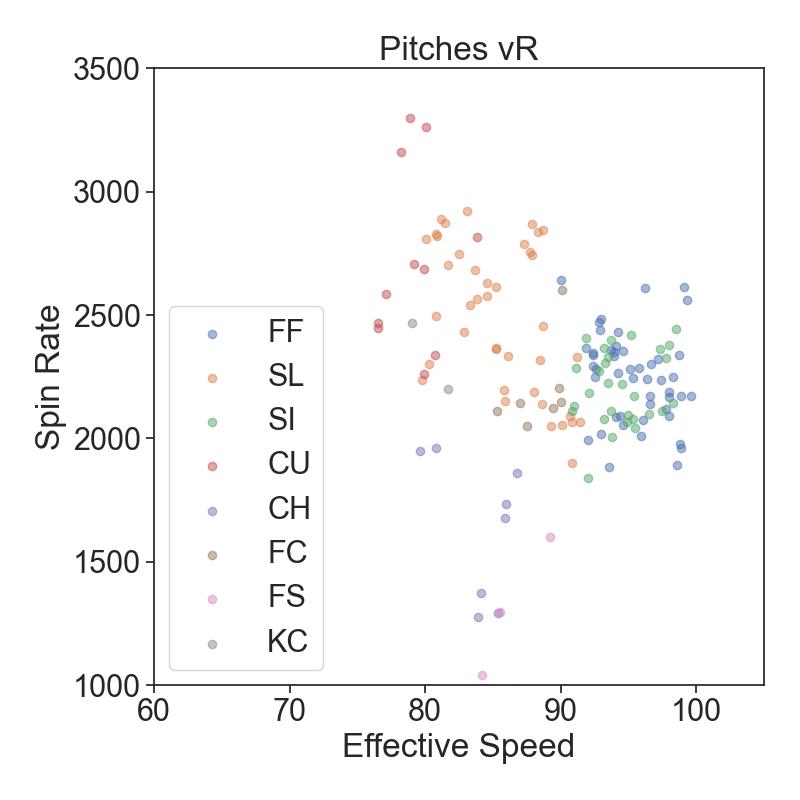 Pitches vR
3500
3000
2500
2000
1500
1000
Spin Rate
FF
SL
SI
CU
CH
FC
FS
KC
60 70 80 90 100
Effective Speed